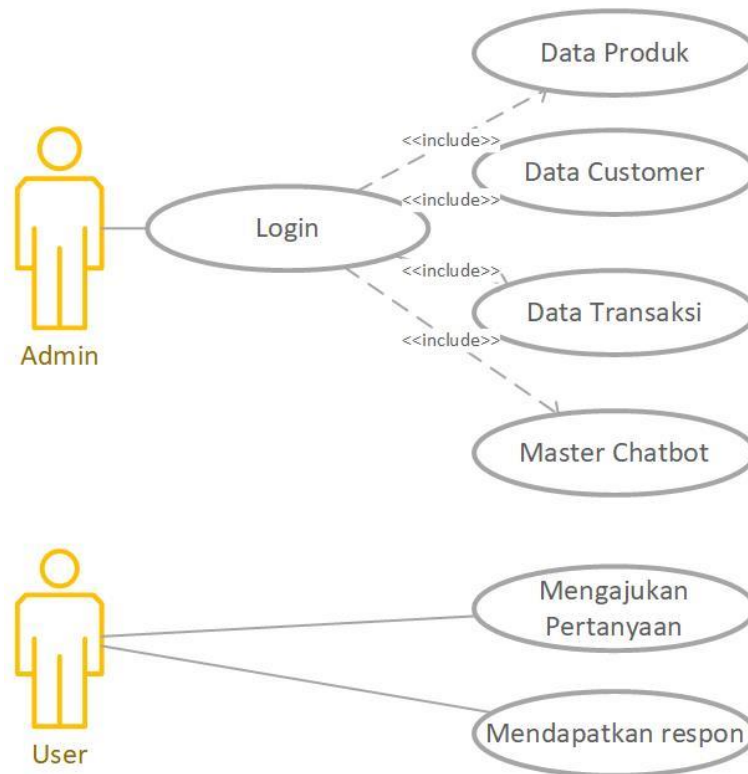 Data Produk
<<include>>
Data Customer
<<include>>
Login
<<include>>
Data Transaksi
<<include>>
Admin
Master Chatbot
Mengajukan
Pertanyaan
Mendapatkan respon
User